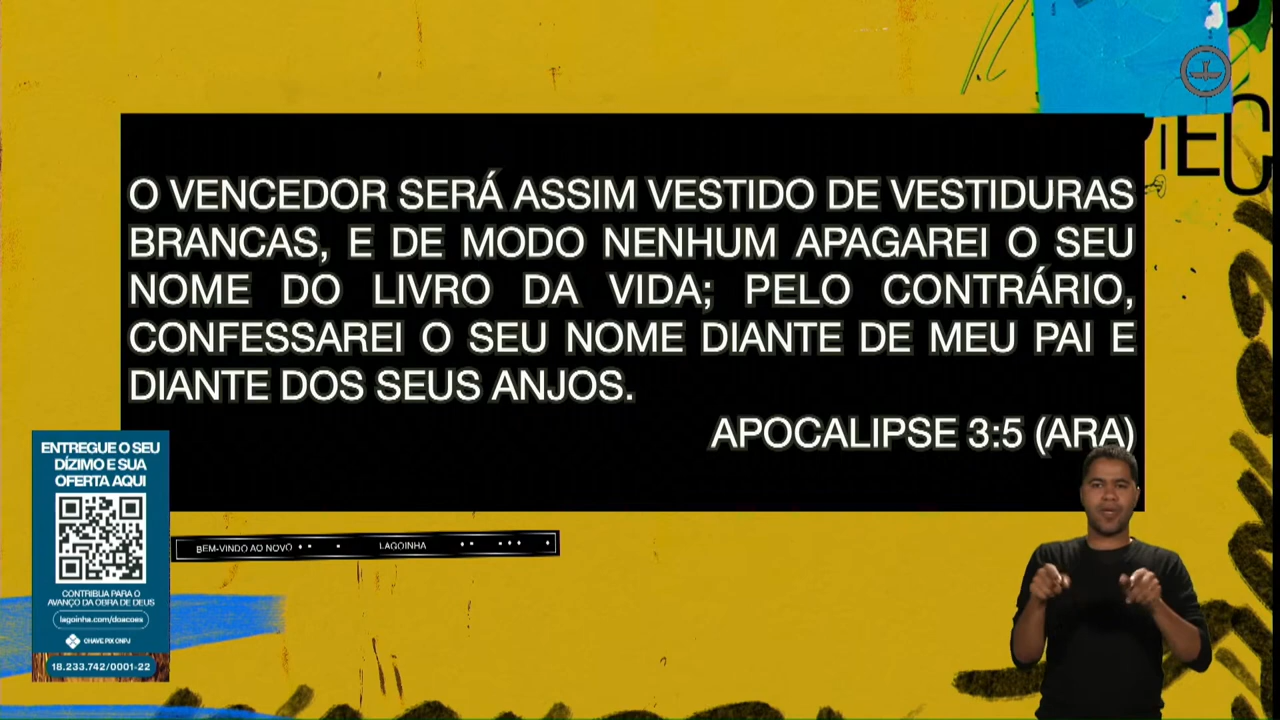 O VENCEDOR SERÁ ASSIM VESTIDO DE VESTIDURAS
BRANCAS, E DE MODO NENHUM APAGAREI O SEU
NOME DO LIVRO DA VIDA; PELO CONTRÁRIO,
CONFESSAREI O SEU NOME DIANTE DE MEU PAI E
DIANTE DOS SEUS ANJOS.
APOCALIPSE 3:5 (ARA)
ENTREGUE O SEU
DÍZIMO E SUA
OFERTA AQUI
CONTRIBUA PARA O
AVANÇO DA OBRA DE DEUS
lagoinha.com/doacoes
CHAVE PIX CNPJ
18.233.742/0001-22
BEM-VINDO AO NOVO
LAGOINHA